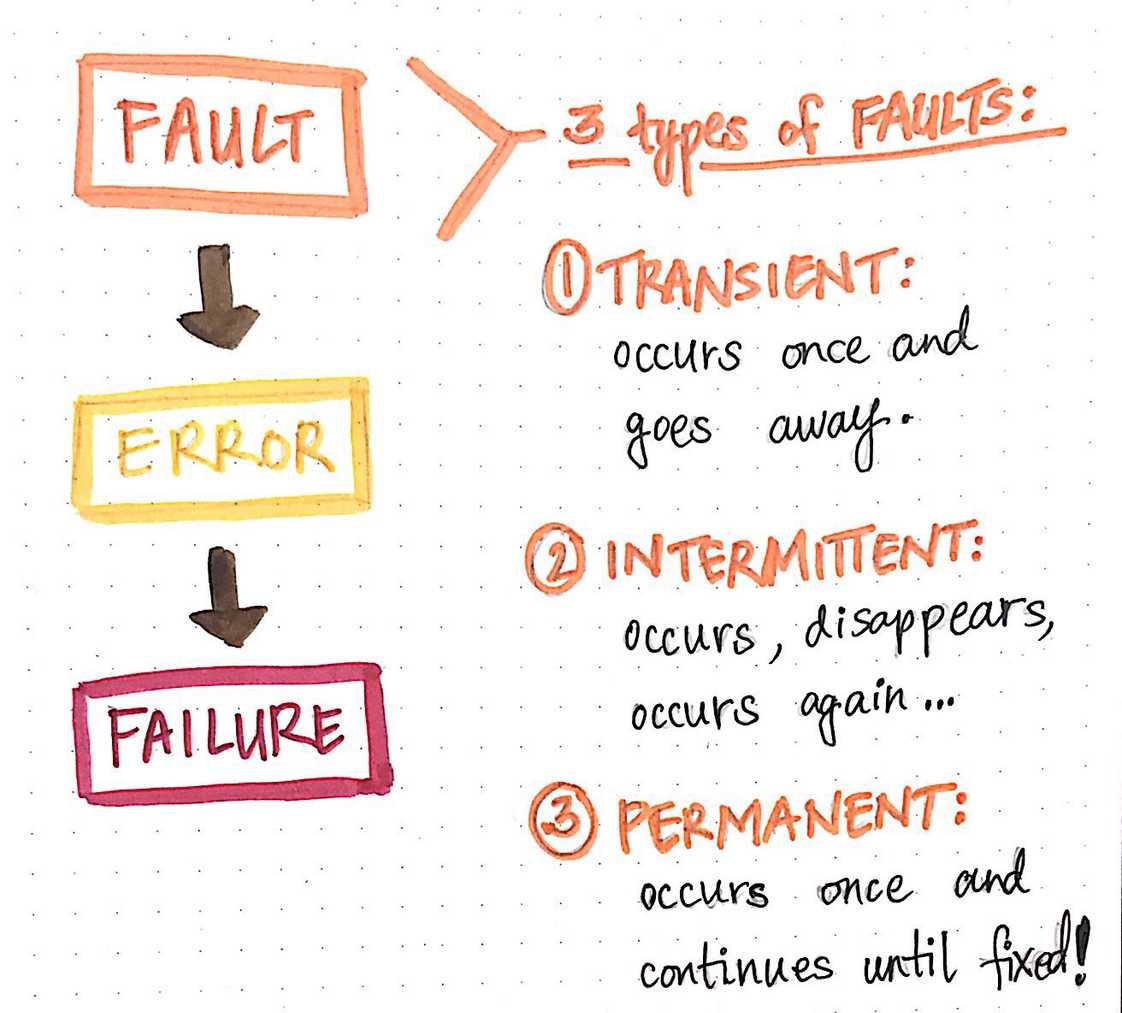 FAULT
ERROR
FAILURE
3 types of FAULTS:
1 TRANSIENT:
occurs once and
goes away.
2 INTERMITTENT:
occurs, disappears,
occurs again...
3 PERMANENT:
occurs once and
continues until fixed!